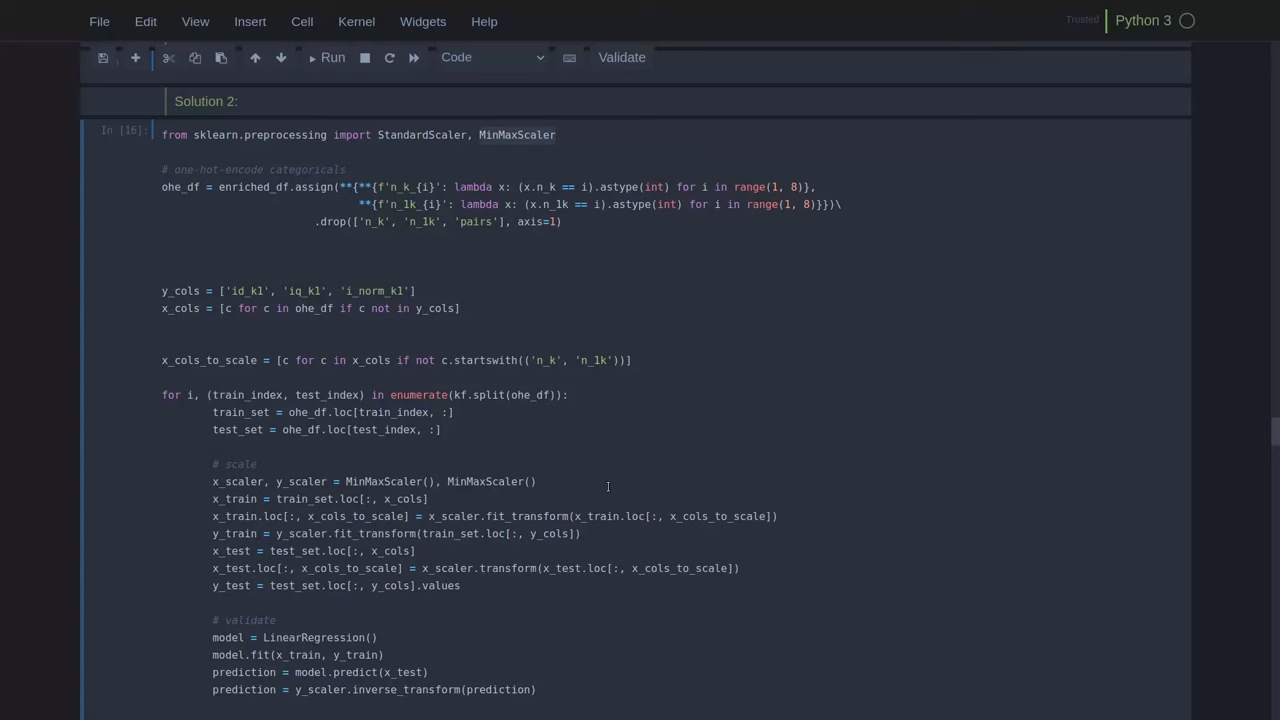 File Edit View Insert Cell Kernel Widgets Help Trusted Python 3
Run Code Validate
Solution 2:
In [16]:
from sklearn.preprocessing import StandardScaler, MinMaxScaler
# one-hot-encode categoricals
ohe_df = enriched_df.assign(**{**{f'n_k_{i}': lambda x: (x.n_k == i).astype(int) for i in range(1, 8)},
**{f'n_1k_{i}': lambda x: (x.n_1k == i).astype(int) for i in range(1, 8)}})\
.drop(['n_k', 'n_1k', 'pairs'], axis=1)
y_cols = ['id_k1', 'iq_k1', 'i_norm_k1']
x_cols = [c for c in ohe_df if c not in y_cols]
x_cols_to_scale = [c for c in x_cols if not c.startswith(('n_k', 'n_1k'))]
for i, (train_index, test_index) in enumerate(kf.split(ohe_df)):
train_set = ohe_df.loc[train_index, :]
test_set = ohe_df.loc[test_index, :]
# scale
x_scaler, y_scaler = MinMaxScaler(), MinMaxScaler()
x_train = train_set.loc[:, x_cols]
x_train.loc[:, x_cols_to_scale] = x_scaler.fit_transform(x_train.loc[:, x_cols_to_scale])
y_train = y_scaler.fit_transform(train_set.loc[:, y_cols])
x_test = test_set.loc[:, x_cols]
x_test.loc[:, x_cols_to_scale] = x_scaler.transform(x_test.loc[:, x_cols_to_scale])
y_test = test_set.loc[:, y_cols].values
# validate
model = LinearRegression()
model.fit(x_train, y_train)
prediction = model.predict(x_test)
prediction = y_scaler.inverse_transform(prediction)